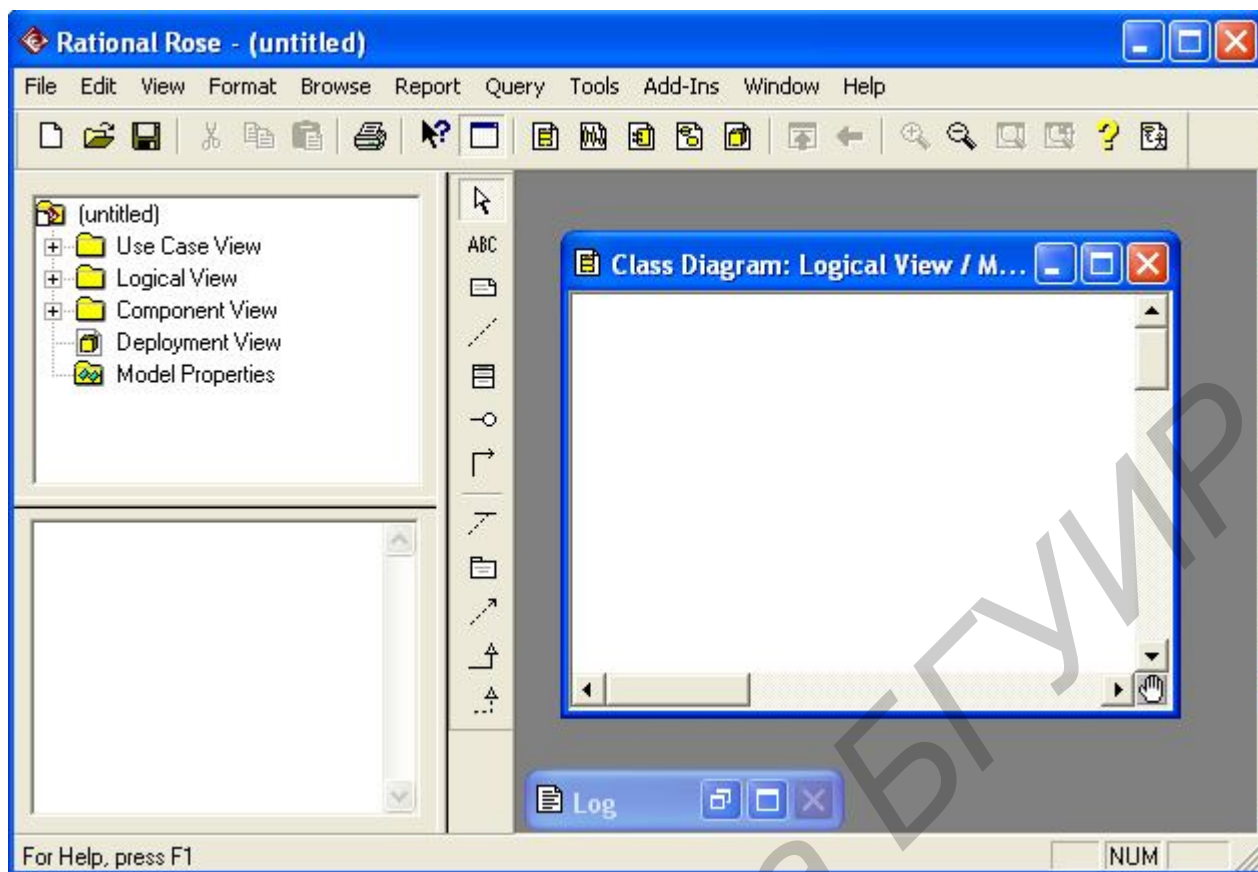 Rational Rose - (untitled)
File Edit View Format Browse Report Query Tools Add-Ins Window Help
(untitled)
Use Case View
Logical View
Component View
Deployment View
Model Properties
ABC
Class Diagram: Logical View / M...
Log
For Help, press F1
NUM
БГУИР